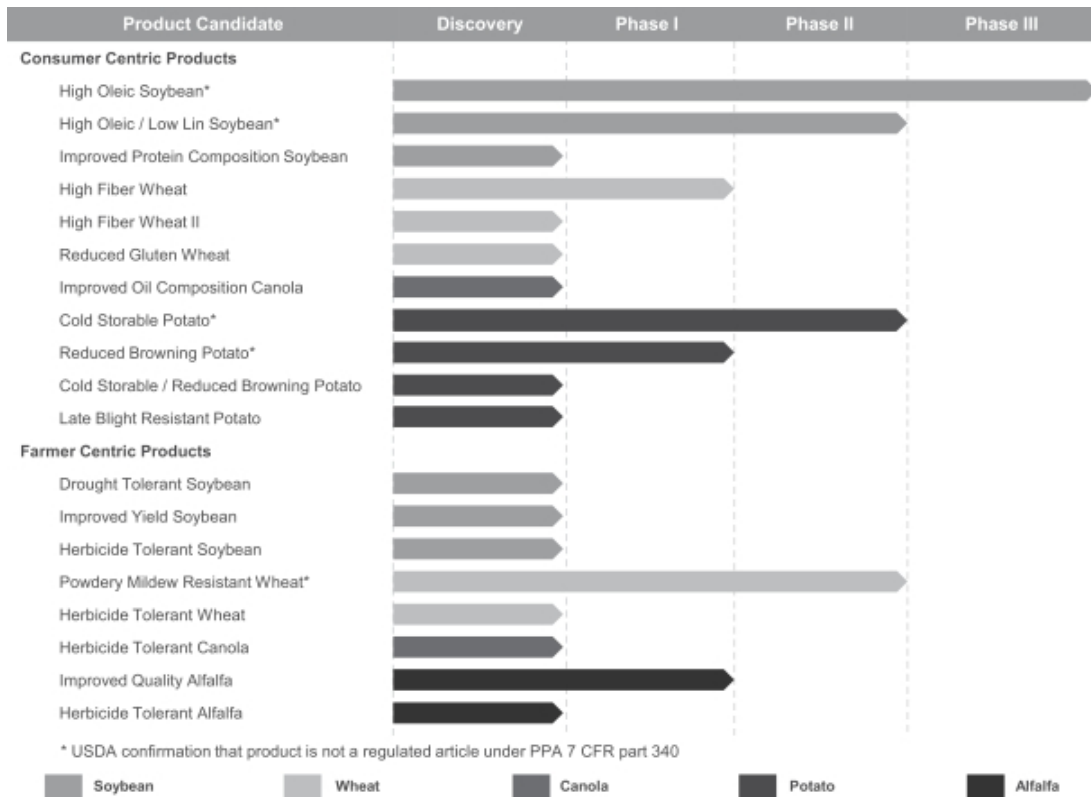 Product Candidate Discovery Phase I Phase II Phase III
Consumer Centric Products
High Oleic Soybean*
High Oleic / Low Lin Soybean*
Improved Protein Composition Soybean
High Fiber Wheat
High Fiber Wheat II
Reduced Gluten Wheat
Improved Oil Composition Canola
Cold Storable Potato*
Reduced Browning Potato*
Cold Storable / Reduced Browning Potato
Late Blight Resistant Potato
Farmer Centric Products
Drought Tolerant Soybean
Improved Yield Soybean
Herbicide Tolerant Soybean
Powdery Mildew Resistant Wheat*
Herbicide Tolerant Wheat
Herbicide Tolerant Canola
Improved Quality Alfalfa
Herbicide Tolerant Alfalfa
* USDA confirmation that product is not a regulated article under PPA 7 CFR part 340
Soybean Wheat Canola Potato Alfalfa